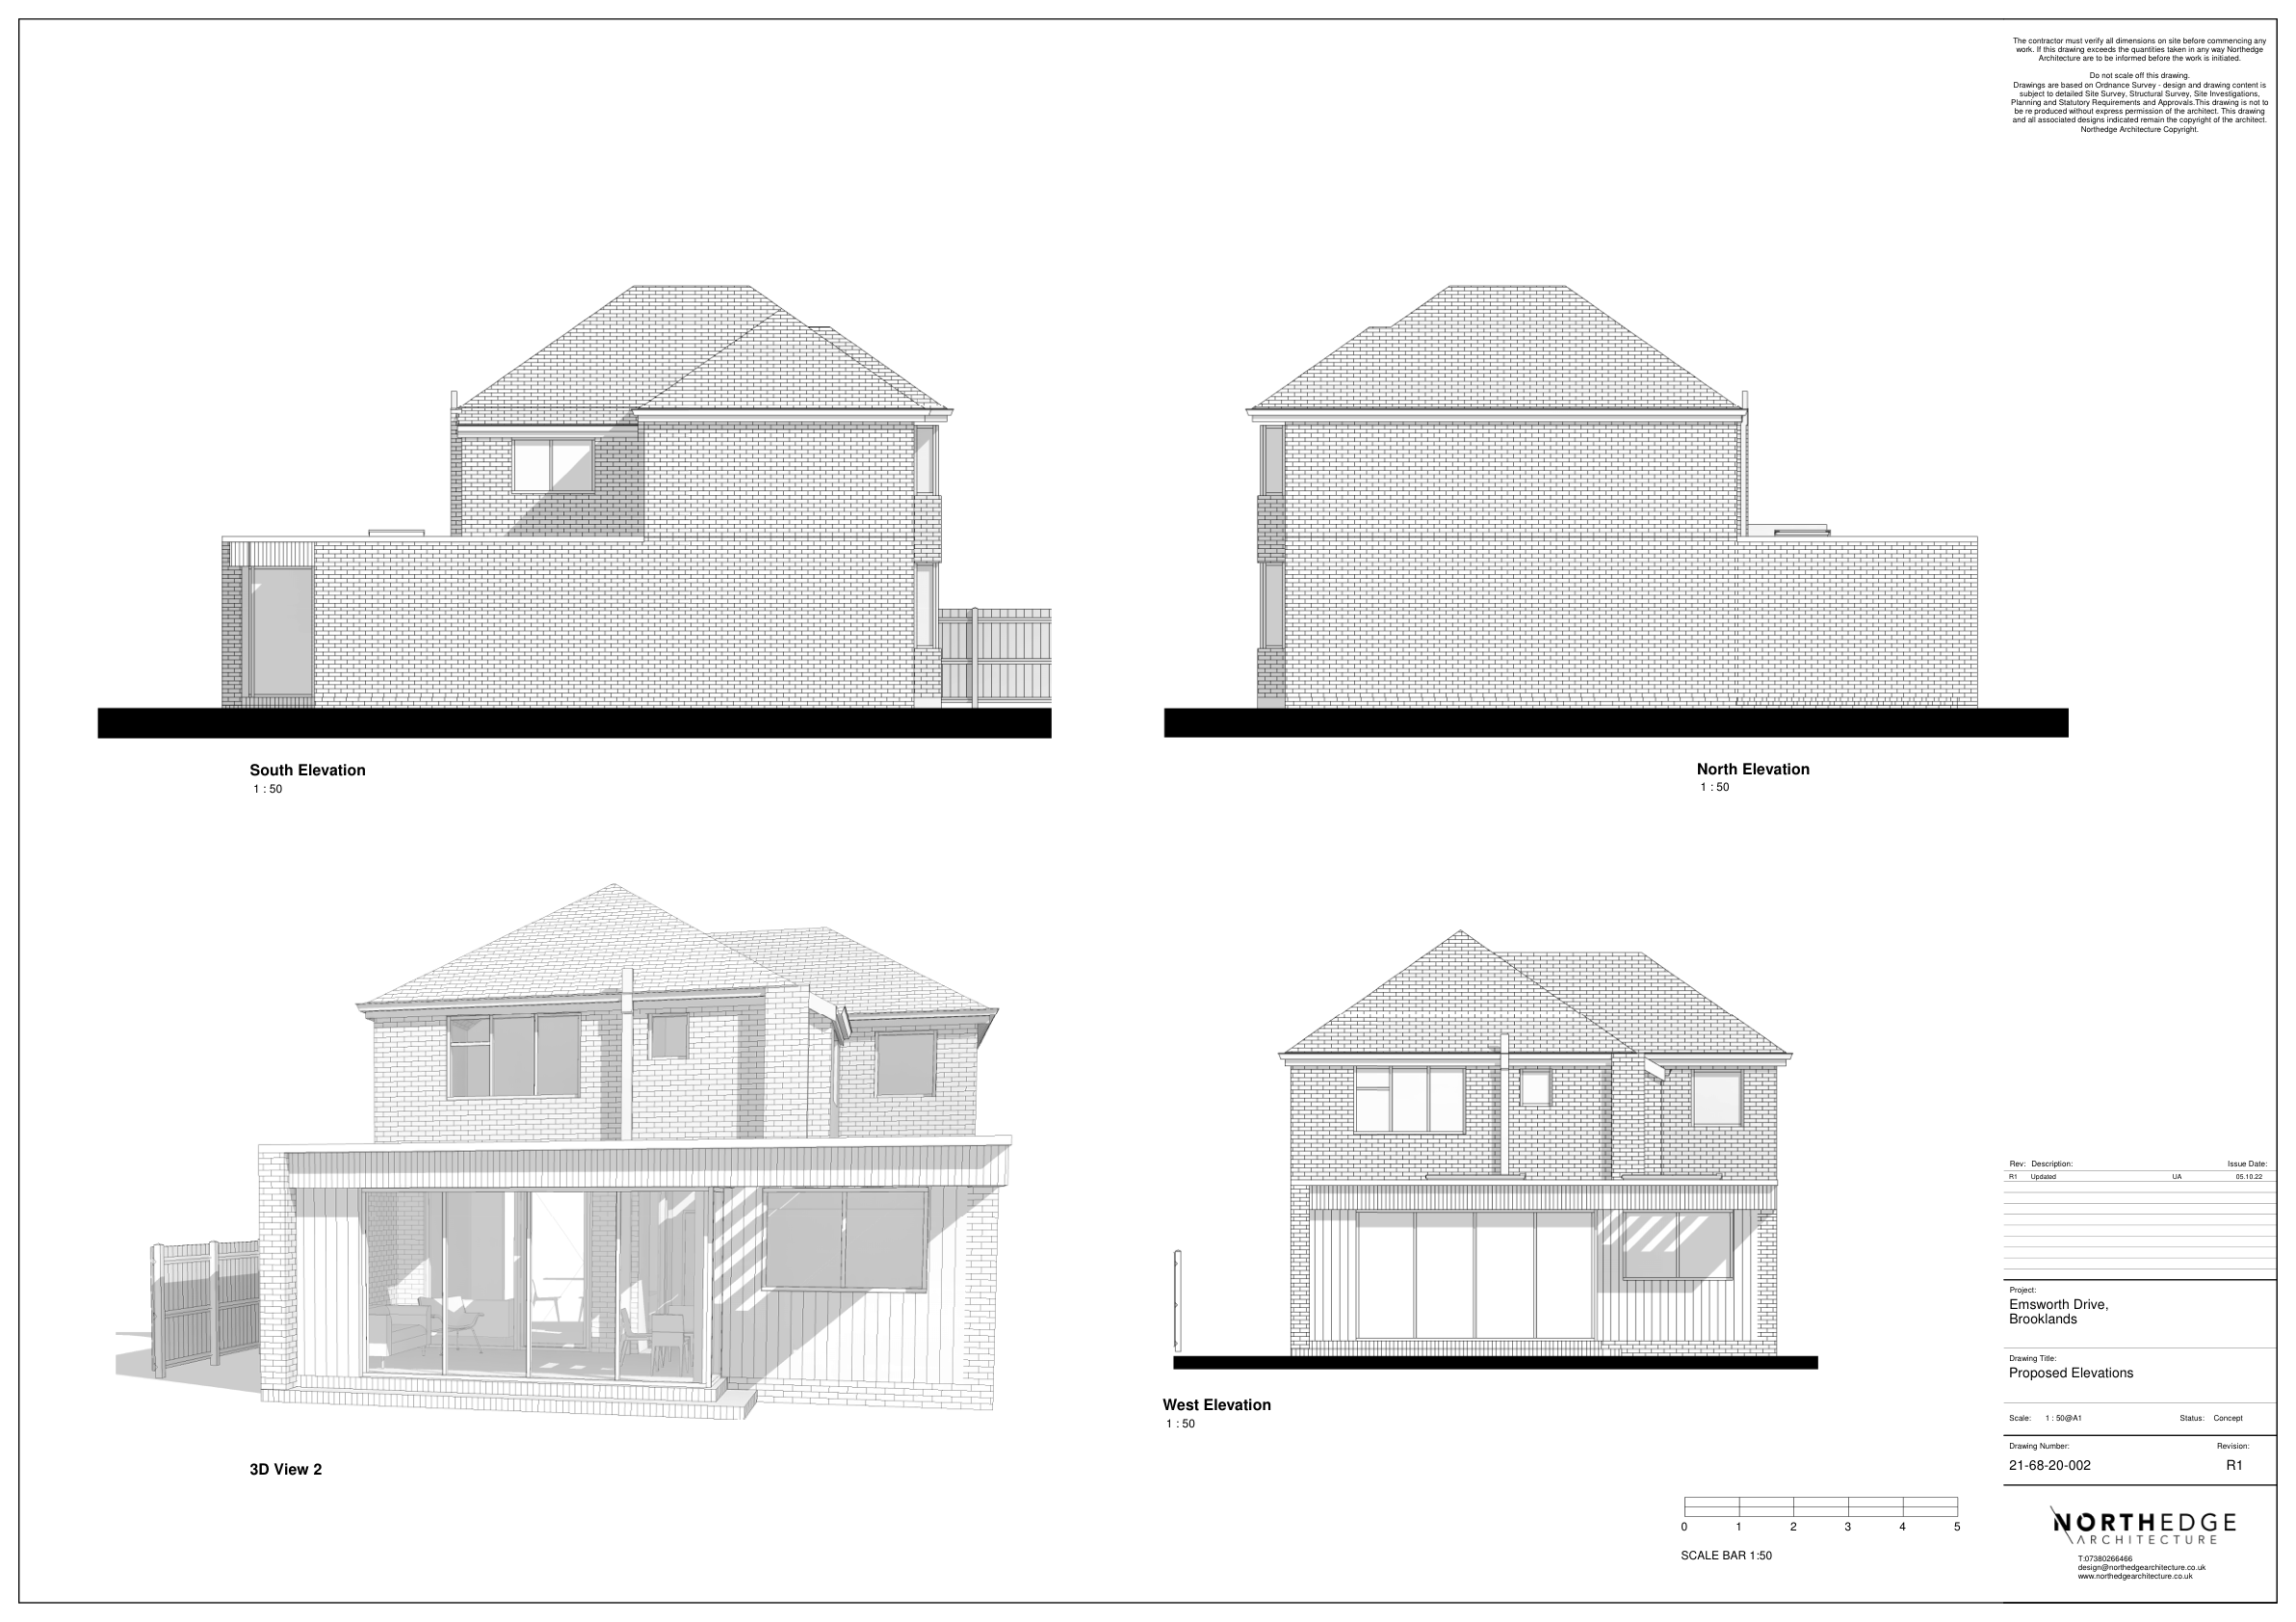 The contractor must verify all dimensions on site before commencing any
work. If this drawing exceeds the quantities taken in any way Northedge
Architecture are to be informed before the work is initiated.
Do not scale off this drawing.
Drawings are based on Ordnance Survey - design and drawing content is
subject to detailed Site Survey, Structural Survey, Site Investigations,
Planning and Statutory Requirements and Approvals.This drawing is not to
be re produced without express permission of the architect. This drawing
and all associated designs indicated remain the copyright of the architect.
Northedge Architecture Copyright.
South Elevation
1 : 50
North Elevation
1 : 50
3D View 2
West Elevation
1 : 50
0 1 2 3 4 5
SCALE BAR 1:50
Rev: Description: Issue Date:
R1 Updated UA 05.10.22
Project:
Emsworth Drive,
Brooklands
Drawing Title:
Proposed Elevations
Scale: 1 : 50@A1 Status: Concept
Drawing Number: Revision:
21-68-20-002 R1
NORTHEDGE
ARCHITECTURE
T:07380266466
design@northedgearchitecture.co.uk
www.northedgearchitecture.co.uk